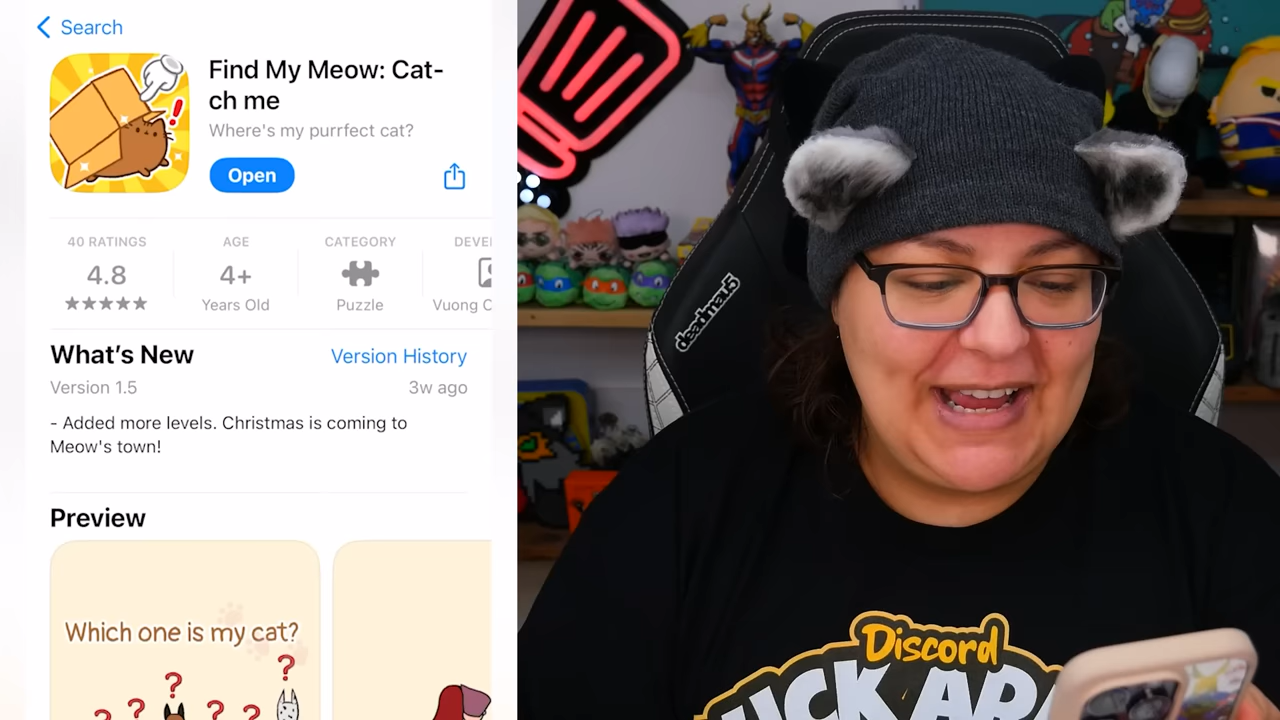 Search
Find My Meow: Cat-
ch me
Where's my purrfect cat?
Open
40 RATINGS
AGE
CATEGORY
DEVE
4.8
4+
Years Old
Puzzle
Vuong C
What's New
Version History
Version 1.5
3w ago
- Added more levels. Christmas is coming to
Meow's town!
Preview
Which one is my cat?
? ? ? ? ? ?
!
deadmau5
Discord